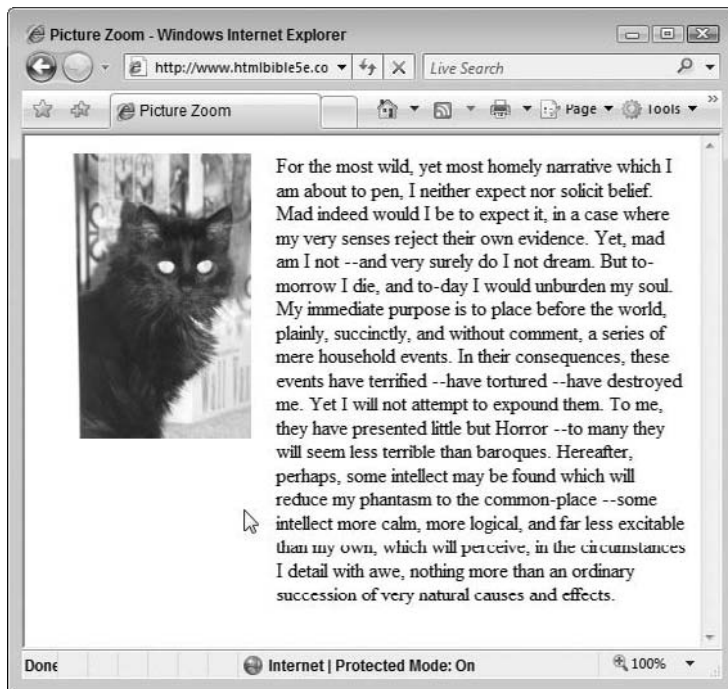 Picture Zoom - Windows Internet Explorer
http://www.htmlbible5e.co
Live Search
Picture Zoom
Page
Tools
For the most wild, yet most homely narrative which I
am about to pen, I neither expect nor solicit belief.
Mad indeed would I be to expect it, in a case where
my very senses reject their own evidence. Yet, mad
am I not --and very surely do I not dream. But to-
morrow I die, and to-day I would unburden my soul.
My immediate purpose is to place before the world,
plainly, succinctly, and without comment, a series of
mere household events. In their consequences, these
events have terrified --have tortured --have destroyed
me. Yet I will not attempt to expound them. To me,
they have presented little but Horror --to many they
will seem less terrible than baroques. Hereafter,
perhaps, some intellect may be found which will
reduce my phantasm to the common-place --some
intellect more calm, more logical, and far less excitable
than my own, which will perceive, in the circumstances
I detail with awe, nothing more than an ordinary
succession of very natural causes and effects.
Done
Internet | Protected Mode: On
100%